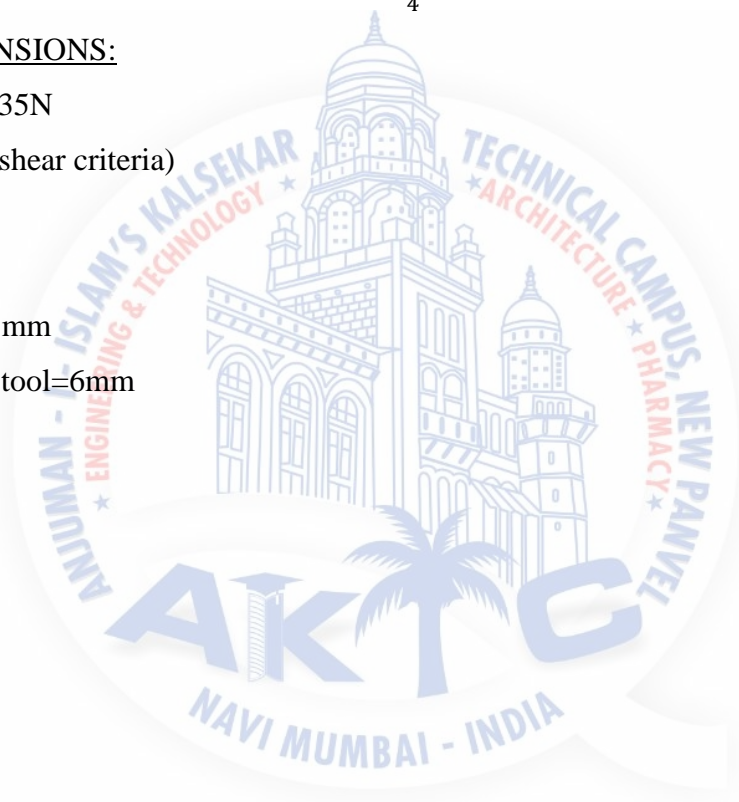 4
NSIONS:
35N
shear criteria)
mm
tool=6mm
ANJUMAN - I - ISLAM'S KALSEKAR TECHNICAL CAMPUS, NEW PANVEL
ENGINEERING & TECHNOLOGY * *ARCHITECTURE * PHARMACY*
AKTC
NAVI MUMBAI - INDIA